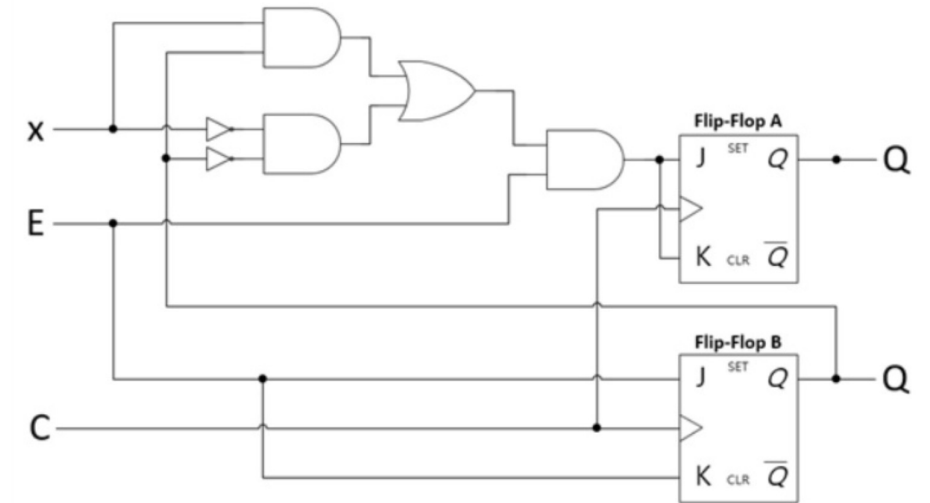 x
E
C
Flip-Flop A
J SET Q Q
K CLR Q̅
Flip-Flop B
J SET Q Q
K CLR Q̅